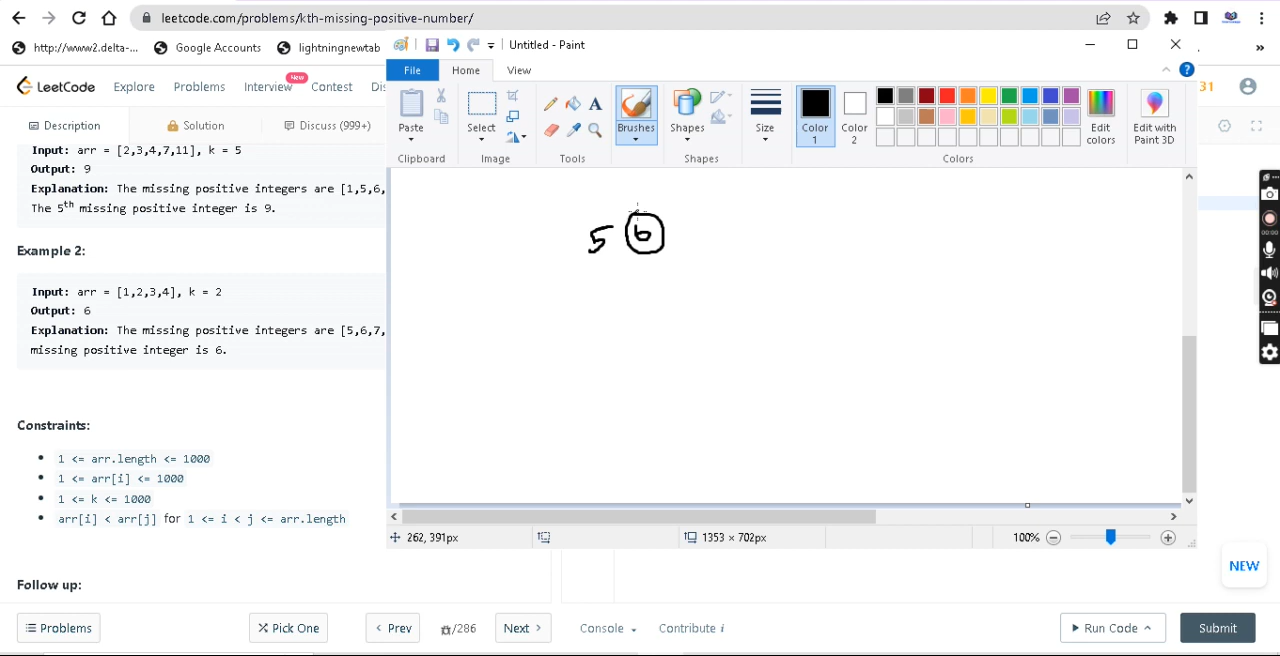 leetcode.com/problems/kth-missing-positive-number/
http://www2.delta-... Google Accounts lightningnewtab »
Untitled - Paint
File Home View
LeetCode Explore Problems Interview New Contest 31
Description Solution Discuss (999+)
Paste Select Brushes Shapes Size Color 1 Color 2 Edit colors Edit with Paint 3D
Clipboard Image Tools Shapes Colors
Input: arr = [2,3,4,7,11], k = 5
Output: 9
Explanation: The missing positive integers are [1,5,6,
The 5th missing positive integer is 9.
Example 2:
Input: arr = [1,2,3,4], k = 2
Output: 6
Explanation: The missing positive integers are [5,6,7,
missing positive integer is 6.
Constraints:
1 <= arr.length <= 1000
1 <= arr[i] <= 1000
1 <= k <= 1000
arr[i] < arr[j] for 1 <= i < j <= arr.length
Follow up:
5 6
262, 391px 1353 × 702px 100%
NEW
Problems Pick One < Prev /286 Next > Console Contribute i Run Code Submit